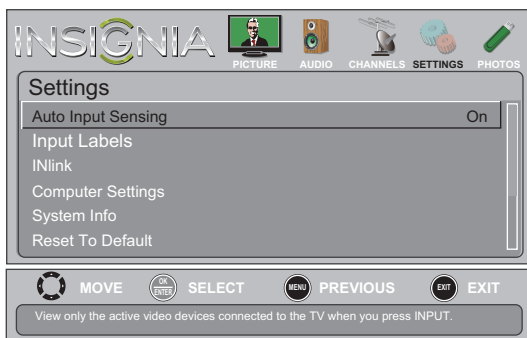 INSIGNIA
PICTURE AUDIO CHANNELS SETTINGS PHOTOS
Settings
Auto Input Sensing On
Input Labels
INlink
Computer Settings
System Info
Reset To Default
MOVE OK ENTER SELECT MENU PREVIOUS EXIT EXIT
View only the active video devices connected to the TV when you press INPUT.